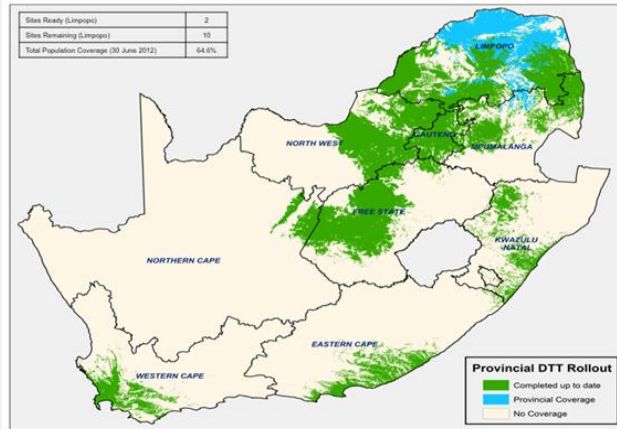 Sites Ready (Limpopo) 2
Sites Remaining (Limpopo) 10
Total Population Coverage (30 June 2012) 64.6%
LIMPOPO
NORTH WEST
GAUTENG
MPUMALANGA
FREE STATE
KWAZULU
NATAL
NORTHERN CAPE
EASTERN CAPE
WESTERN CAPE
Provincial DTT Rollout
Completed up to date
Provincial Coverage
No Coverage